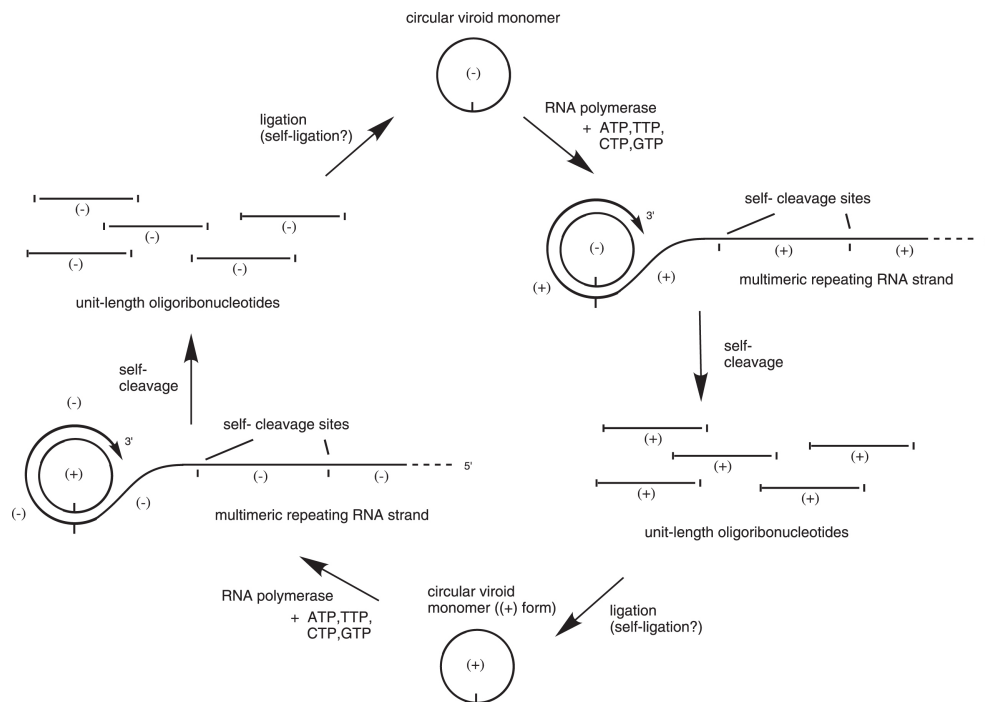 circular viroid monomer
(-)
RNA polymerase
+ ATP,TTP,
CTP,GTP
ligation
(self-ligation?)
(-)
(-)
(-)
(-)
(-)
unit-length oligoribonucleotides
3'
(-)
(+)
(+)
self- cleavage sites
(+)
(+)
multimeric repeating RNA strand
self-
cleavage
self-
cleavage
(+)
(+)
(+)
(+)
(+)
unit-length oligoribonucleotides
(-)
3'
(+)
(-)
(-)
self- cleavage sites
(-)
(-)
5'
multimeric repeating RNA strand
RNA polymerase
+ ATP,TTP,
CTP,GTP
circular viroid
monomer ((+) form)
(+)
ligation
(self-ligation?)